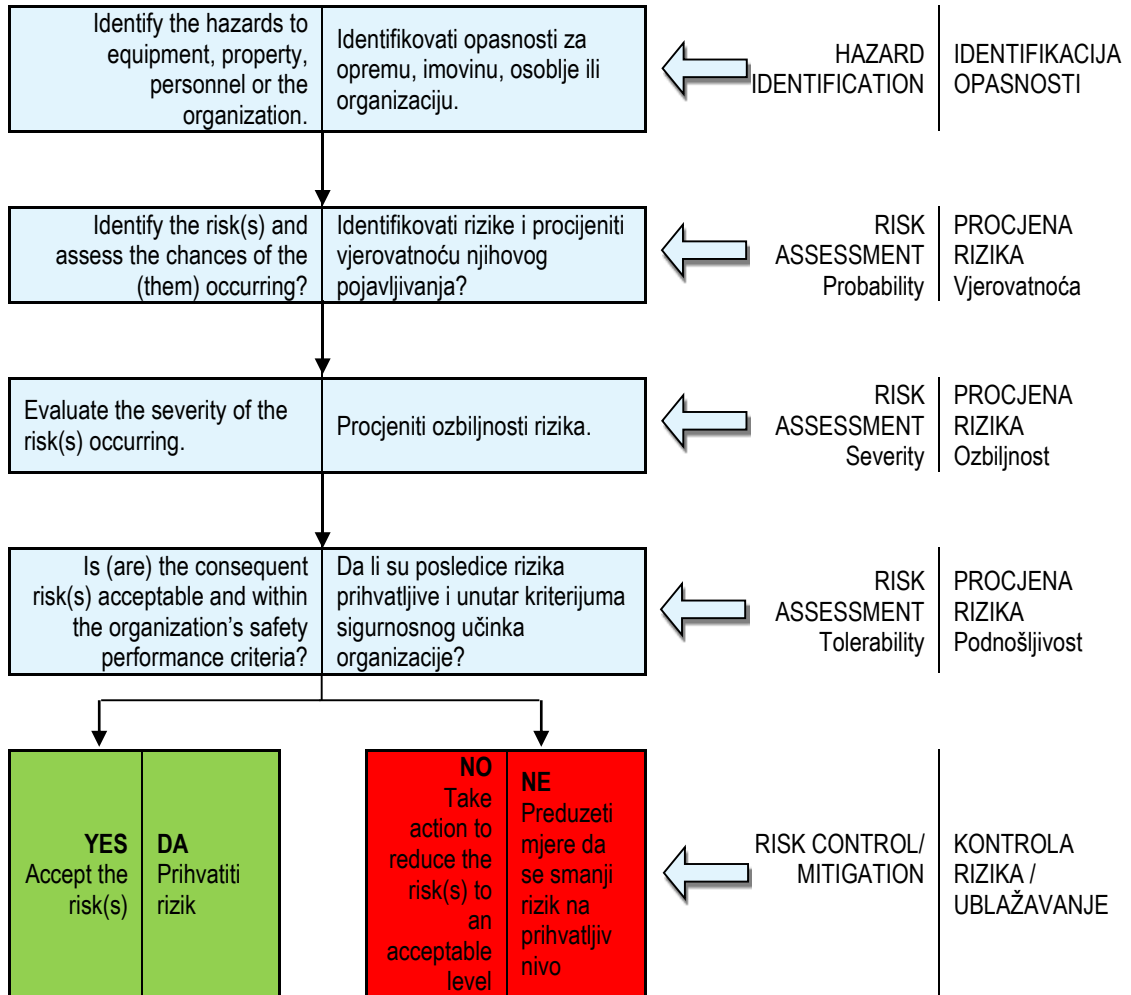 Identify the hazards to
equipment, property,
personnel or the
organization.
Identifikovati opasnosti za
opremu, imovinu, osoblje ili
organizaciju.
HAZARD
IDENTIFICATION
IDENTIFIKACIJA
OPASNOSTI
Identify the risk(s) and
assess the chances of the
(them) occurring?
Identifikovati rizike i procijeniti
vjerovatnoću njihovog
pojavljivanja?
RISK
ASSESSMENT
Probability
PROCJENA
RIZIKA
Vjerovatnoća
Evaluate the severity of the
risk(s) occurring.
Procjeniti ozbiljnosti rizika.
RISK
ASSESSMENT
Severity
PROCJENA
RIZIKA
Ozbiljnost
Is (are) the consequent
risk(s) acceptable and within
the organization’s safety
performance criteria?
Da li su posledice rizika
prihvatljive i unutar kriterijuma
sigurnosnog učinka
organizacije?
RISK
ASSESSMENT
Tolerability
PROCJENA
RIZIKA
Podnošljivost
YES
Accept the
risk(s)
DA
Prihvatiti
rizik
NO
Take
action to
reduce the
risk(s) to
an
acceptable
level
NE
Preduzeti
mjere da
se smanji
rizik na
prihvatljiv
nivo
RISK CONTROL/
MITIGATION
KONTROLA
RIZIKA /
UBLAŽAVANJE